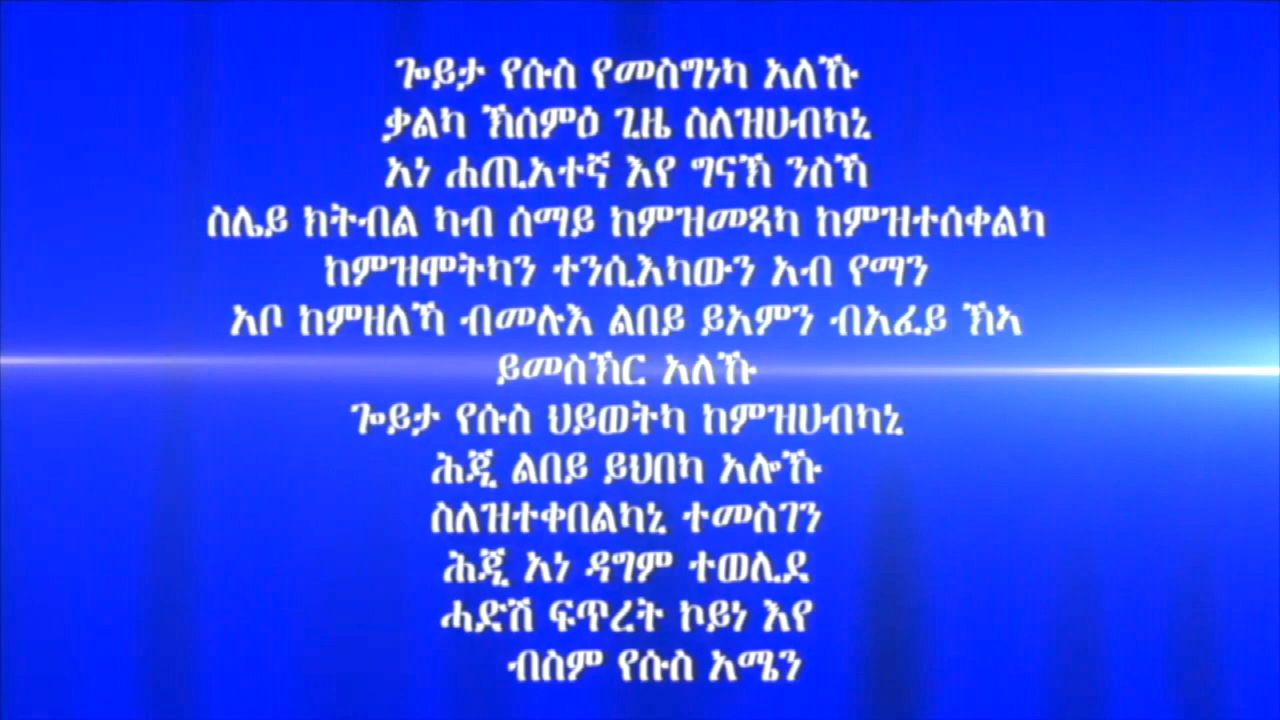 ጐይታ የሱስ የመስግነካ አለኹ
ቃልካ ኽሰምዕ ጊዜ ስለዝሀብካኒ
አነ ሐጢአተኛ እየ ግናኽ ንስኻ
ስሌይ ክትብል ካብ ሰማይ ከምዝመጻካ ከምዝተሰቀልካ
ከምዝሞትካን ተንሲእካውን አብ የማን
አቦ ከምዘለኻ ብመሉእ ልበይ ይአምን ብአፈይ ኽአ
ይመስኽር አለኹ
ጐይታ የሱስ ህይወትካ ከምዝሀብካኒ
ሕጂ ልበይ ይህበካ አሎኹ
ስለዝተቀበልካኒ ተመስገን
ሕጂ አነ ዳግም ተወሊደ
ሓድሽ ፍጥረት ኮይነ እየ
ብስም የሱስ አሜን